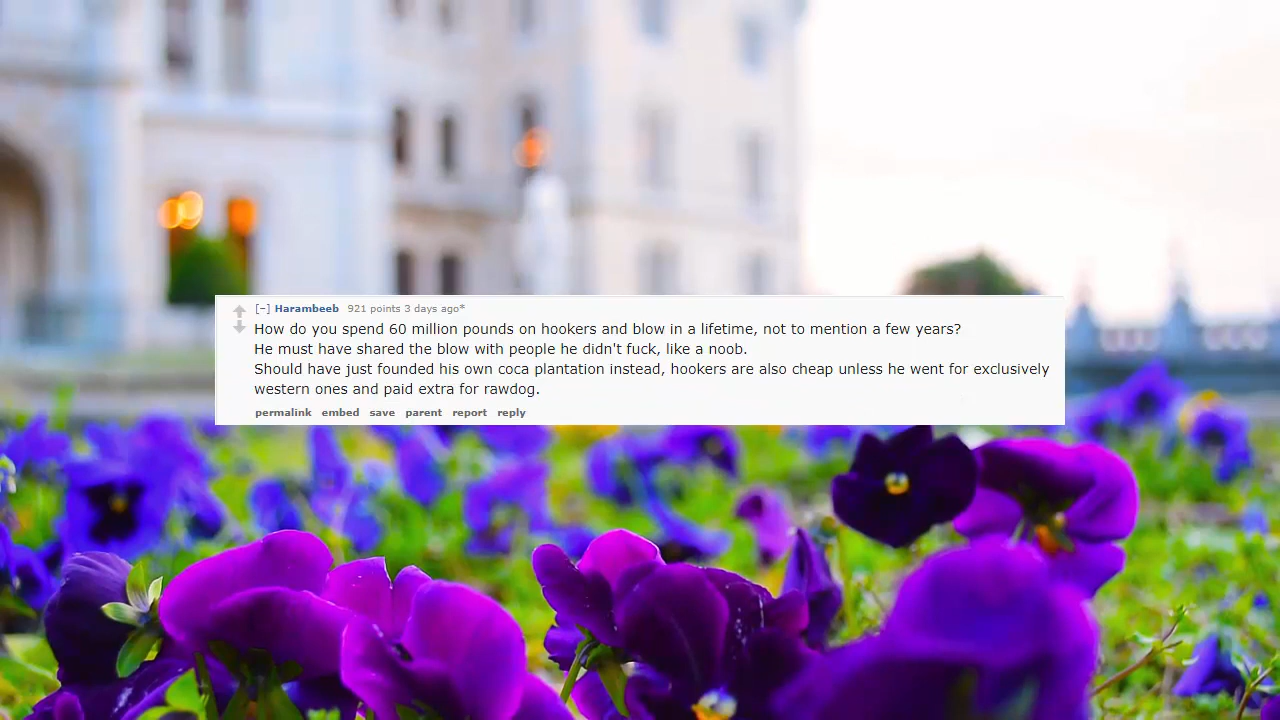 [–] Harambeeb 921 points 3 days ago*
How do you spend 60 million pounds on hookers and blow in a lifetime, not to mention a few years?
He must have shared the blow with people he didn't fuck, like a noob.
Should have just founded his own coca plantation instead, hookers are also cheap unless he went for exclusively
western ones and paid extra for rawdog.
permalink embed save parent report reply